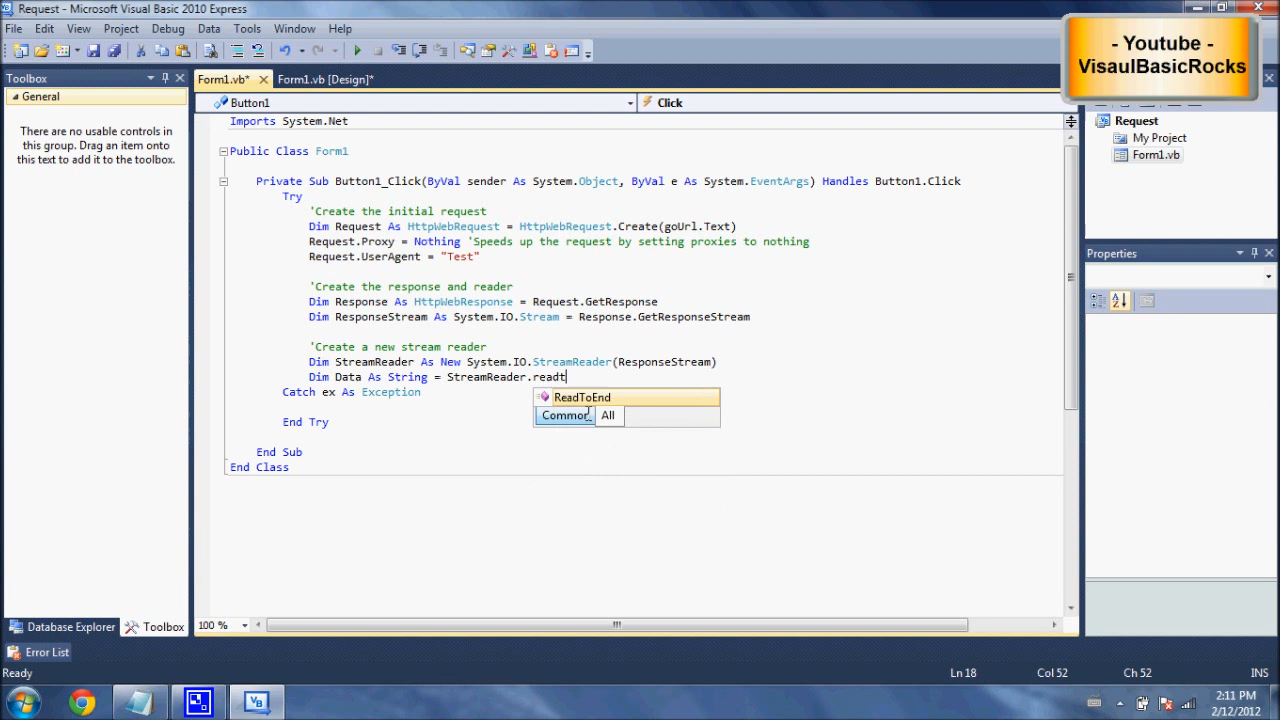 Request - Microsoft Visual Basic 2010 Express
File Edit View Project Debug Data Tools Window Help
- Youtube -
VisaulBasicRocks
Toolbox
General
There are no usable controls in
this group. Drag an item onto
this text to add it to the toolbox.
Database Explorer Toolbox
Form1.vb* Form1.vb [Design]*
Button1 Click
Imports System.Net
Public Class Form1
Private Sub Button1_Click(ByVal sender As System.Object, ByVal e As System.EventArgs) Handles Button1.Click
Try
'Create the initial request
Dim Request As HttpWebRequest = HttpWebRequest.Create(goUrl.Text)
Request.Proxy = Nothing 'Speeds up the request by setting proxies to nothing
Request.UserAgent = "Test"
'Create the response and reader
Dim Response As HttpWebResponse = Request.GetResponse
Dim ResponseStream As System.IO.Stream = Response.GetResponseStream
'Create a new stream reader
Dim StreamReader As New System.IO.StreamReader(ResponseStream)
Dim Data As String = StreamReader.readt
Catch ex As Exception
ReadToEnd
Common All
End Try
End Sub
End Class
100 %
Request
My Project
Form1.vb
Properties
Error List
Ready Ln 18 Col 52 Ch 52 INS
VB
2:11 PM
2/12/2012